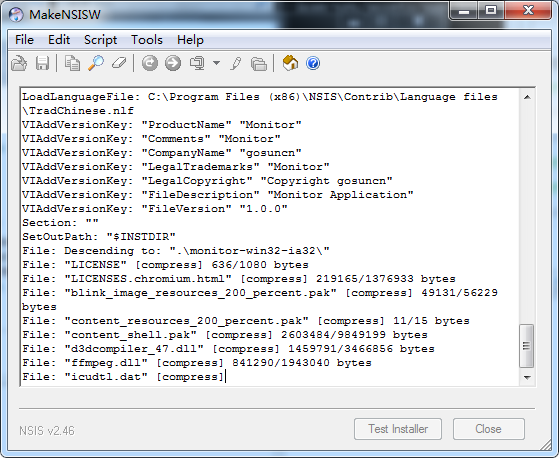 MakeNSISW
File Edit Script Tools Help
LoadLanguageFile: C:\Program Files (x86)\NSIS\Contrib\Language files
\TradChinese.nlf
VIAddVersionKey: "ProductName" "Monitor"
VIAddVersionKey: "Comments" "Monitor"
VIAddVersionKey: "CompanyName" "gosuncn"
VIAddVersionKey: "LegalTrademarks" "Monitor"
VIAddVersionKey: "LegalCopyright" "Copyright gosuncn"
VIAddVersionKey: "FileDescription" "Monitor Application"
VIAddVersionKey: "FileVersion" "1.0.0"
Section: ""
SetOutPath: "$INSTDIR"
File: Descending to: ".\monitor-win32-ia32\"
File: "LICENSE" [compress] 636/1080 bytes
File: "LICENSES.chromium.html" [compress] 219165/1376933 bytes
File: "blink_image_resources_200_percent.pak" [compress] 49131/56229
bytes
File: "content_resources_200_percent.pak" [compress] 11/15 bytes
File: "content_shell.pak" [compress] 2603484/9849199 bytes
File: "d3dcompiler_47.dll" [compress] 1459791/3466856 bytes
File: "ffmpeg.dll" [compress] 841290/1943040 bytes
File: "icudtl.dat" [compress]
NSIS v2.46
Test Installer
Close